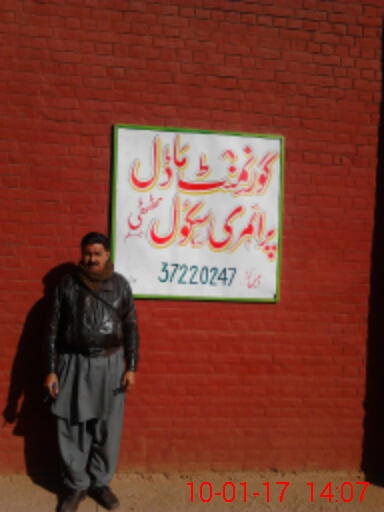 گورنمنٹ ماڈل
پرائمری سکول
37220247
10-01-17 14:07